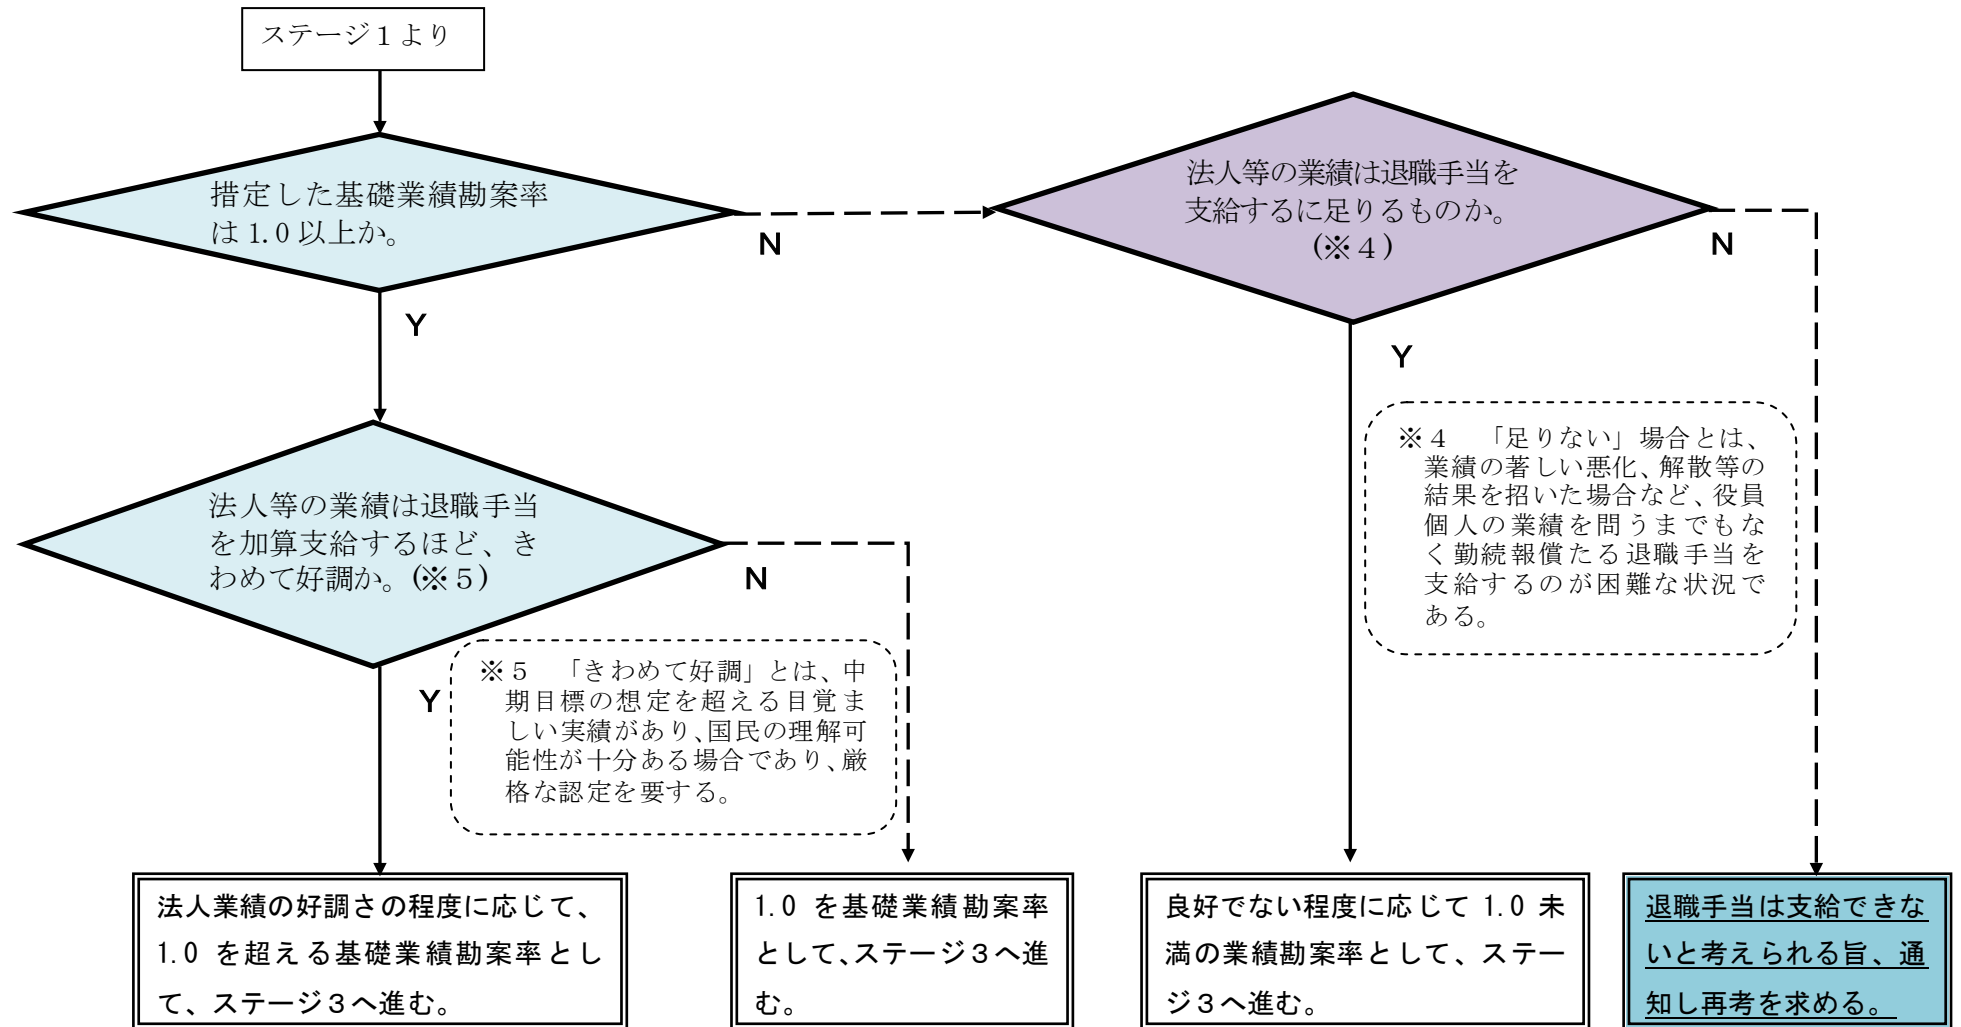 ステージ１より
措定した基礎業績勘案率
は 1.0 以上か。
N
Y
法人等の業績は退職手当を
支給するに足りるものか。
(※４)
N
Y
※４　「足りない」場合とは、
業績の著しい悪化、解散等の
結果を招いた場合など、役員
個人の業績を問うまでもな
く勤続報償たる退職手当を
支給するのが困難な状況で
ある。
法人等の業績は退職手当
を加算支給するほど、き
わめて好調か。(※５)
N
Y
※５　「きわめて好調」とは、中
期目標の想定を超える目覚ま
しい実績があり、国民の理解可
能性が十分ある場合であり、厳
格な認定を要する。
法人業績の好調さの程度に応じて、
1.0 を超える基礎業績勘案率とし
て、ステージ３へ進む。
1.0 を基礎業績勘案率
として、ステージ３へ進
む。
良好でない程度に応じて 1.0 未
満の業績勘案率として、ステー
ジ３へ進む。
退職手当は支給できな
いと考えられる旨、通
知し再考を求める。